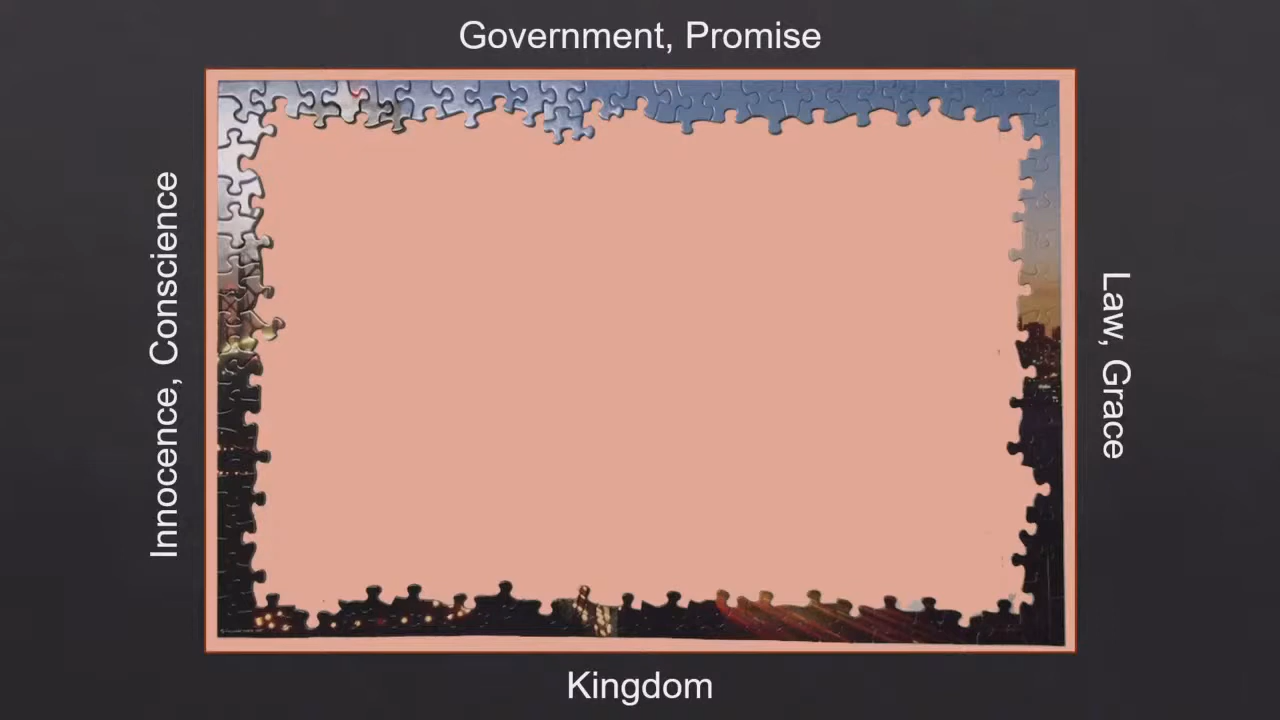 Government, Promise
Innocence, Conscience
Law, Grace
Kingdom